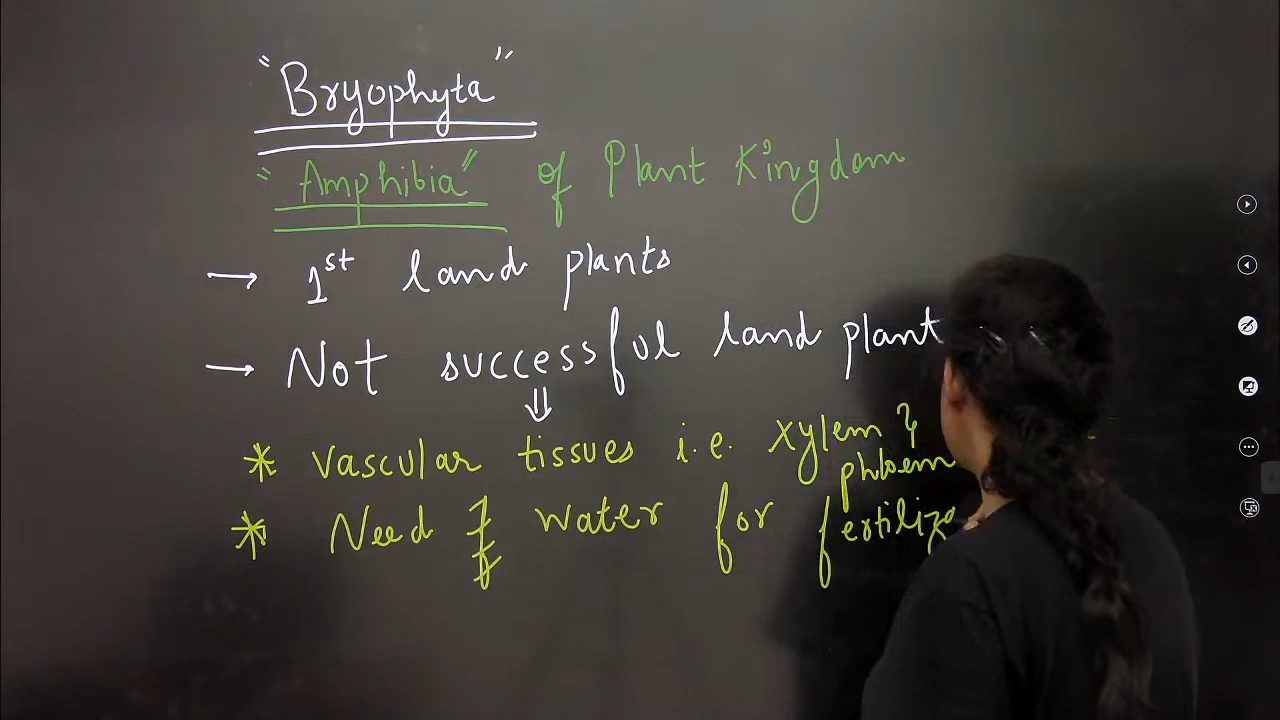 "Bryophyta"
"Amphibia" of Plant Kingdom
→ 1st land plants
→ Not successful land plant
⇓
* vascular tissues i.e. xylem &
phloem
* Need of water for